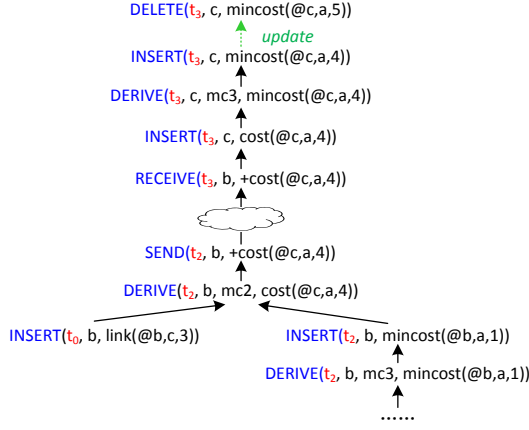 DELETE(t3, c, mincost(@c,a,5))
update
INSERT(t3, c, mincost(@c,a,4))
DERIVE(t3, c, mc3, mincost(@c,a,4))
INSERT(t3, c, cost(@c,a,4))
RECEIVE(t3, b, +cost(@c,a,4))
SEND(t2, b, +cost(@c,a,4))
DERIVE(t2, b, mc2, cost(@c,a,4))
INSERT(t0, b, link(@b,c,3))
INSERT(t2, b, mincost(@b,a,1))
DERIVE(t2, b, mc3, mincost(@b,a,1))
......